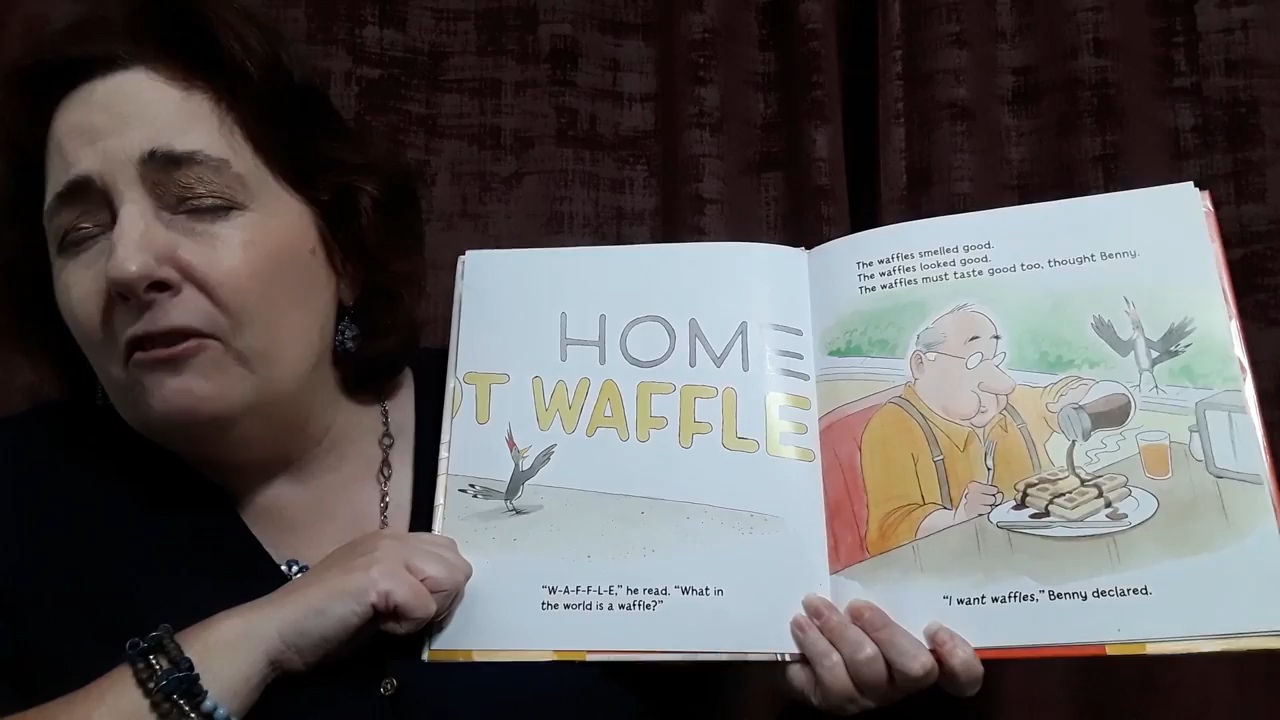 HOME
OT WAFFLE
"W-A-F-F-L-E," he read. "What in
the world is a waffle?"
The waffles smelled good.
The waffles looked good.
The waffles must taste good too, thought Benny.
"I want waffles," Benny declared.